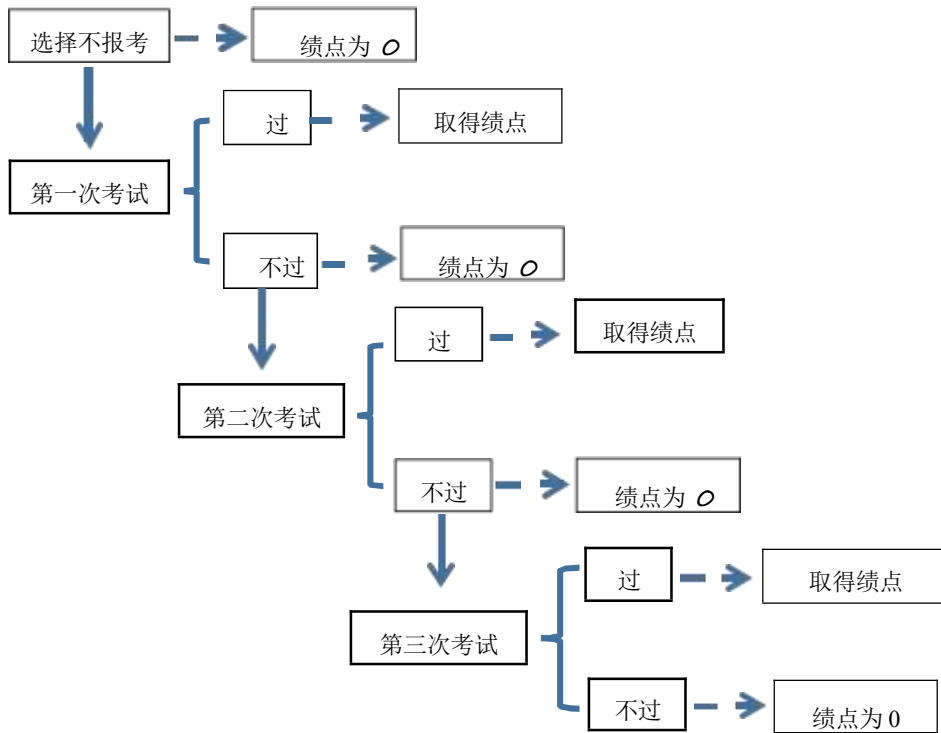 选择不报考
绩点为 0
过
取得绩点
第一次考试
不过
绩点为 0
过
取得绩点
第二次考试
不过
绩点为 0
过
取得绩点
第三次考试
不过
绩点为 0